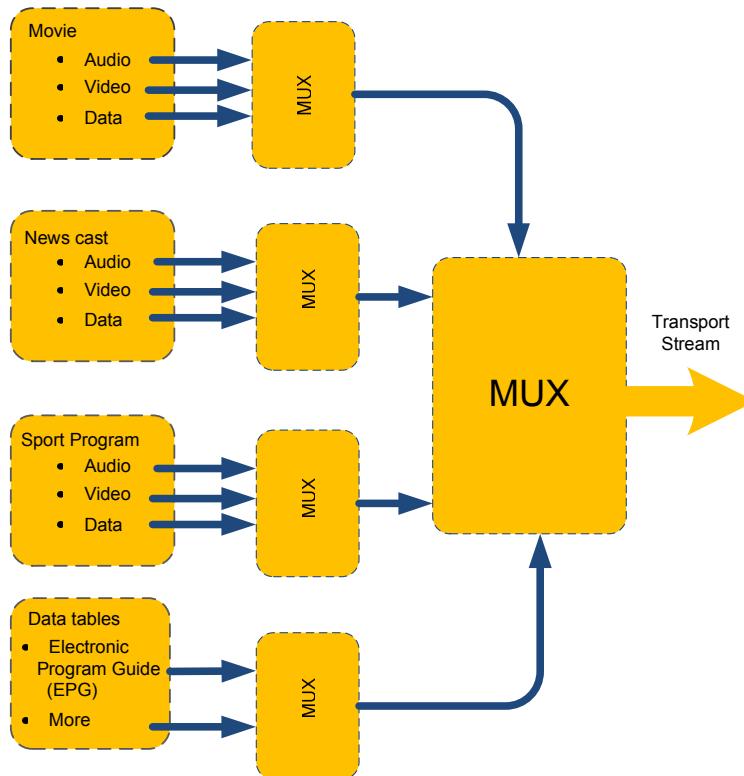 Movie
• Audio
• Video
• Data
MUX
News cast
• Audio
• Video
• Data
MUX
Sport Program
• Audio
• Video
• Data
MUX
Data tables
• Electronic
Program Guide
(EPG)
• More
MUX
MUX
Transport
Stream